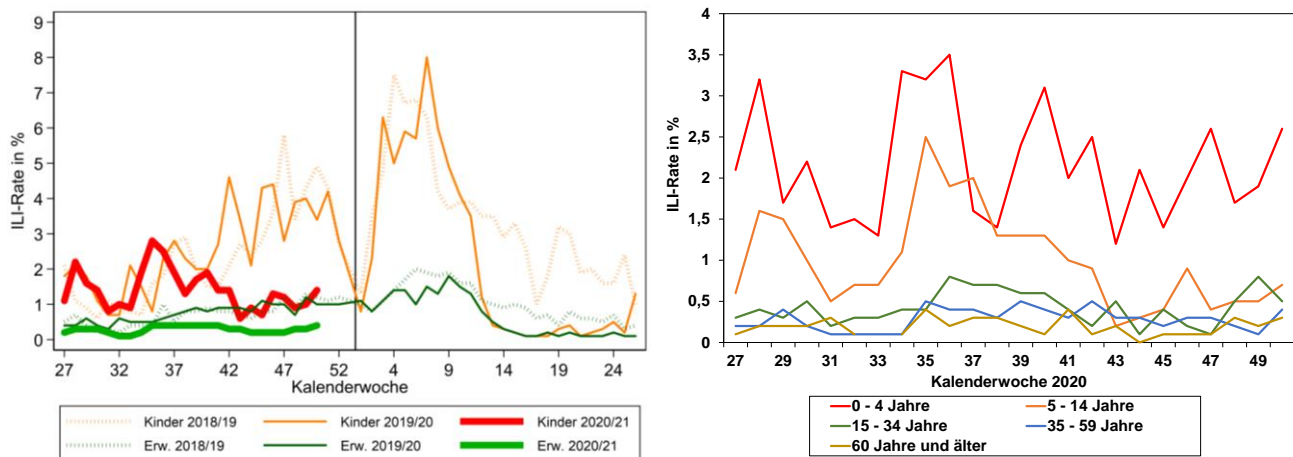 9
8
7
6
5
4
3
2
1
0
ILI-Rate in %
27 32 37 42 47 52 4 9 14 19 24
Kalenderwoche
Kinder 2018/19 Kinder 2019/20 Kinder 2020/21
Erw. 2018/19 Erw. 2019/20 Erw. 2020/21
4
3,5
3
2,5
2
1,5
1
0,5
0
ILI-Rate in %
27 29 31 33 35 37 39 41 43 45 47 49
Kalenderwoche 2020
0 - 4 Jahre 5 - 14 Jahre
15 - 34 Jahre 35 - 59 Jahre
60 Jahre und älter